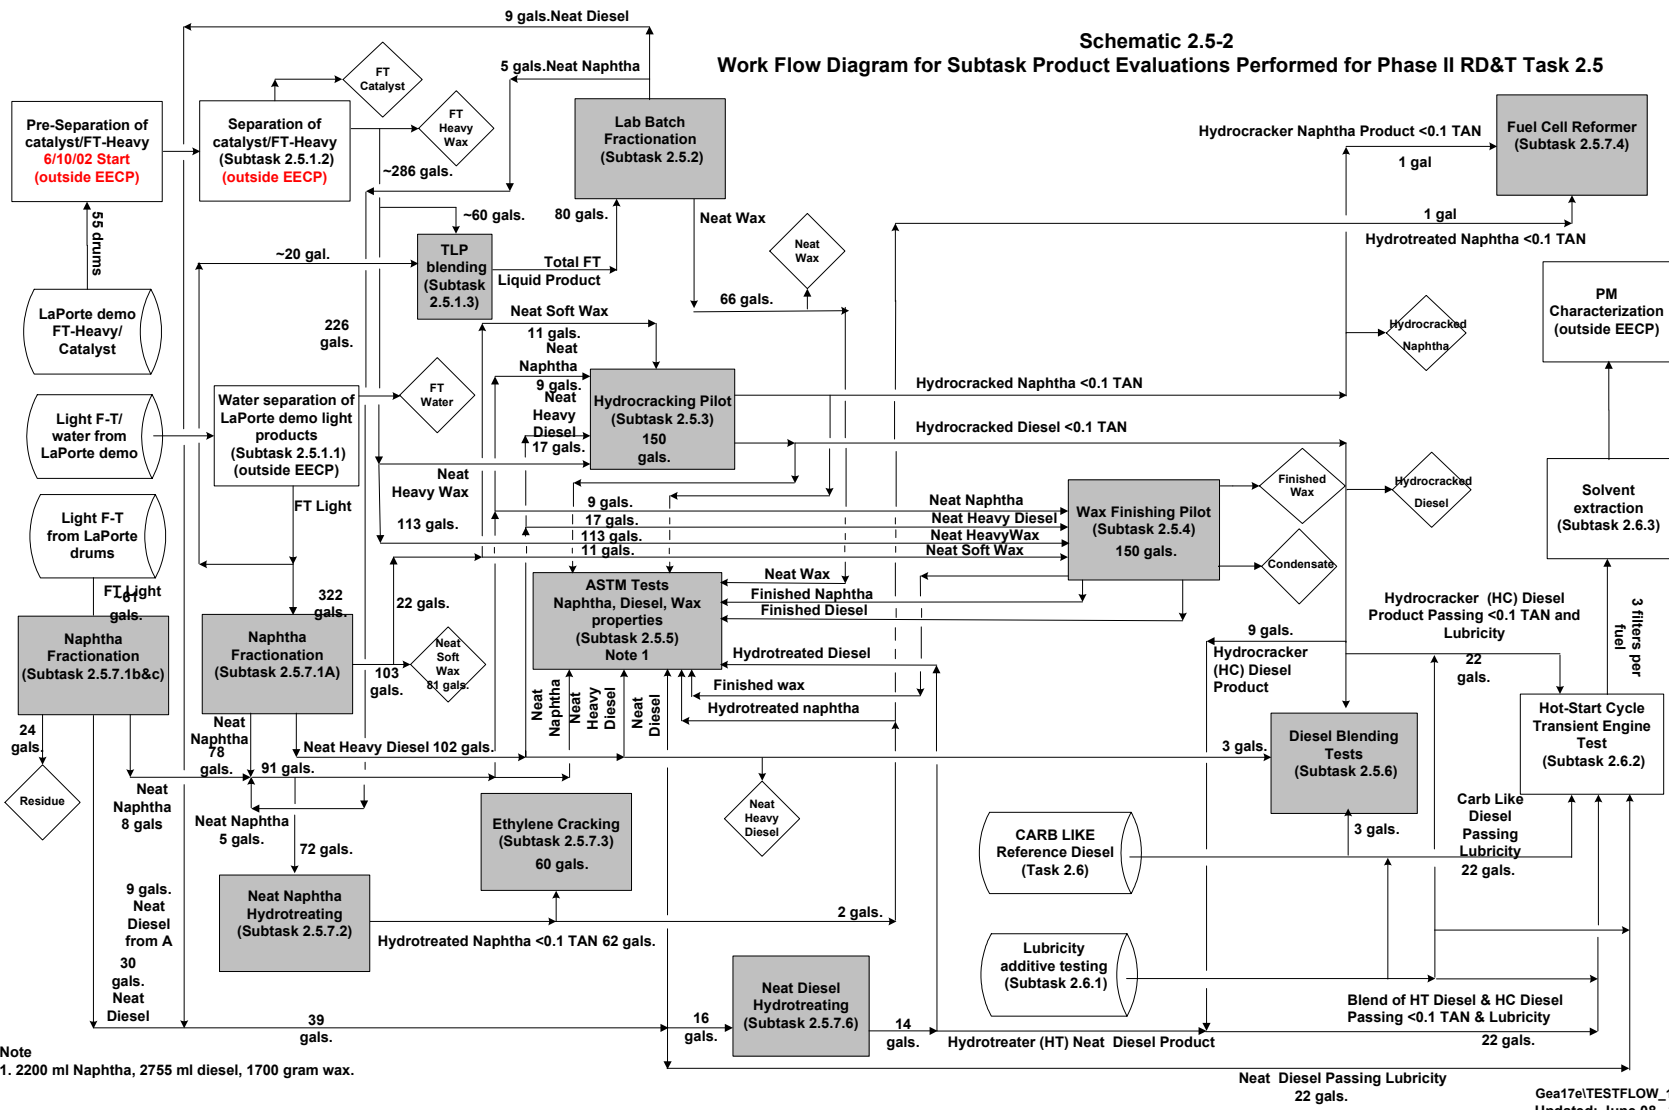 9 gals.Neat Diesel
Schematic 2.5-2
Work Flow Diagram for Subtask Product Evaluations Performed for Phase II RD&T Task 2.5
5 gals.Neat Naphtha
FT
Catalyst
FT
Heavy
Wax
Pre-Separation of
catalyst/FT-Heavy
6/10/02 Start
(outside EECP)
Separation of
catalyst/FT-Heavy
(Subtask 2.5.1.2)
(outside EECP)
Lab Batch
Fractionation
(Subtask 2.5.2)
Hydrocracker Naphtha Product <0.1 TAN
1 gal
Fuel Cell Reformer
(Subtask 2.5.7.4)
~286 gals.
55 drums
~60 gals.
80 gals.
Neat Wax
1 gal
Hydrotreated Naphtha <0.1 TAN
~20 gal.
TLP
blending
(Subtask
2.5.1.3)
Total FT
Liquid Product
Neat
Wax
66 gals.
PM
Characterization
(outside EECP)
LaPorte demo
FT-Heavy/
Catalyst
226
gals.
Neat Soft Wax
11 gals.
Neat
Naphtha
9 gals.
Neat
Heavy
Diesel
17 gals.
Hydrocracked
Naphtha
FT
Water
Light F-T/
water from
LaPorte demo
Water separation of
LaPorte demo light
products
(Subtask 2.5.1.1)
(outside EECP)
Hydrocracking Pilot
(Subtask 2.5.3)
150
gals.
Hydrocracked Naphtha <0.1 TAN
Hydrocracked Diesel <0.1 TAN
Neat
Heavy Wax
113 gals.
Finished
Wax
Hydrocracked
Diesel
Light F-T
from LaPorte
drums
FT Light
9 gals.
17 gals.
113 gals.
11 gals.
Neat Naphtha
Neat Heavy Diesel
Neat HeavyWax
Neat Soft Wax
Wax Finishing Pilot
(Subtask 2.5.4)
150 gals.
Condensate
Solvent
extraction
(Subtask 2.6.3)
FT Light
~61
gals.
322
gals.
22 gals.
ASTM Tests
Naphtha, Diesel, Wax
properties
(Subtask 2.5.5)
Note 1
Neat Wax
Finished Naphtha
Finished Diesel
Hydrotreated Diesel
Finished wax
Hydrotreated naphtha
Hydrocracker (HC) Diesel
Product Passing <0.1 TAN and
Lubricity
22
gals.
3 filters per
fuel
9 gals.
Hydrocracker
(HC) Diesel
Product
Naphtha
Fractionation
(Subtask 2.5.7.1b&c)
Naphtha
Fractionation
(Subtask 2.5.7.1A)
Neat
Soft
Wax
81 gals.
103
gals.
Neat
Naphtha
Neat
Heavy
Diesel
Neat
Diesel
Hot-Start Cycle
Transient Engine
Test
(Subtask 2.6.2)
24
gals.
Neat
Naphtha
78
gals.
Neat Heavy Diesel 102 gals.
91 gals.
3 gals.
Diesel Blending
Tests
(Subtask 2.5.6)
Residue
Neat
Naphtha
8 gals
Neat Naphtha
5 gals.
72 gals.
Ethylene Cracking
(Subtask 2.5.7.3)
60 gals.
Neat
Heavy
Diesel
CARB LIKE
Reference Diesel
(Task 2.6)
3 gals.
Carb Like
Diesel
Passing
Lubricity
22 gals.
9 gals.
Neat
Diesel
from A
Neat Naphtha
Hydrotreating
(Subtask 2.5.7.2)
Hydrotreated Naphtha <0.1 TAN 62 gals.
2 gals.
30
gals.
Neat
Diesel
Lubricity
additive testing
(Subtask 2.6.1)
39
gals.
16
gals.
Neat Diesel
Hydrotreating
(Subtask 2.5.7.6)
14
gals.
Hydrotreater (HT) Neat Diesel Product
Blend of HT Diesel & HC Diesel
Passing <0.1 TAN & Lubricity
22 gals.
Note
1. 2200 ml Naphtha, 2755 ml diesel, 1700 gram wax.
Neat Diesel Passing Lubricity
22 gals.
Gea17e\TESTFLOW_1
Updated: June 08